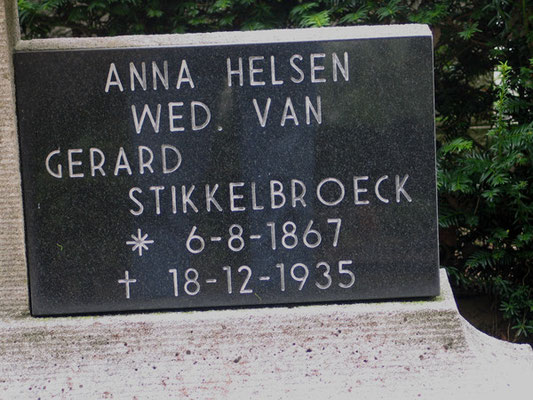 ANNA HELSEN
WED. VAN
GERARD
STIKKELBROECK
* 6-8-1867
† 18-12-1935